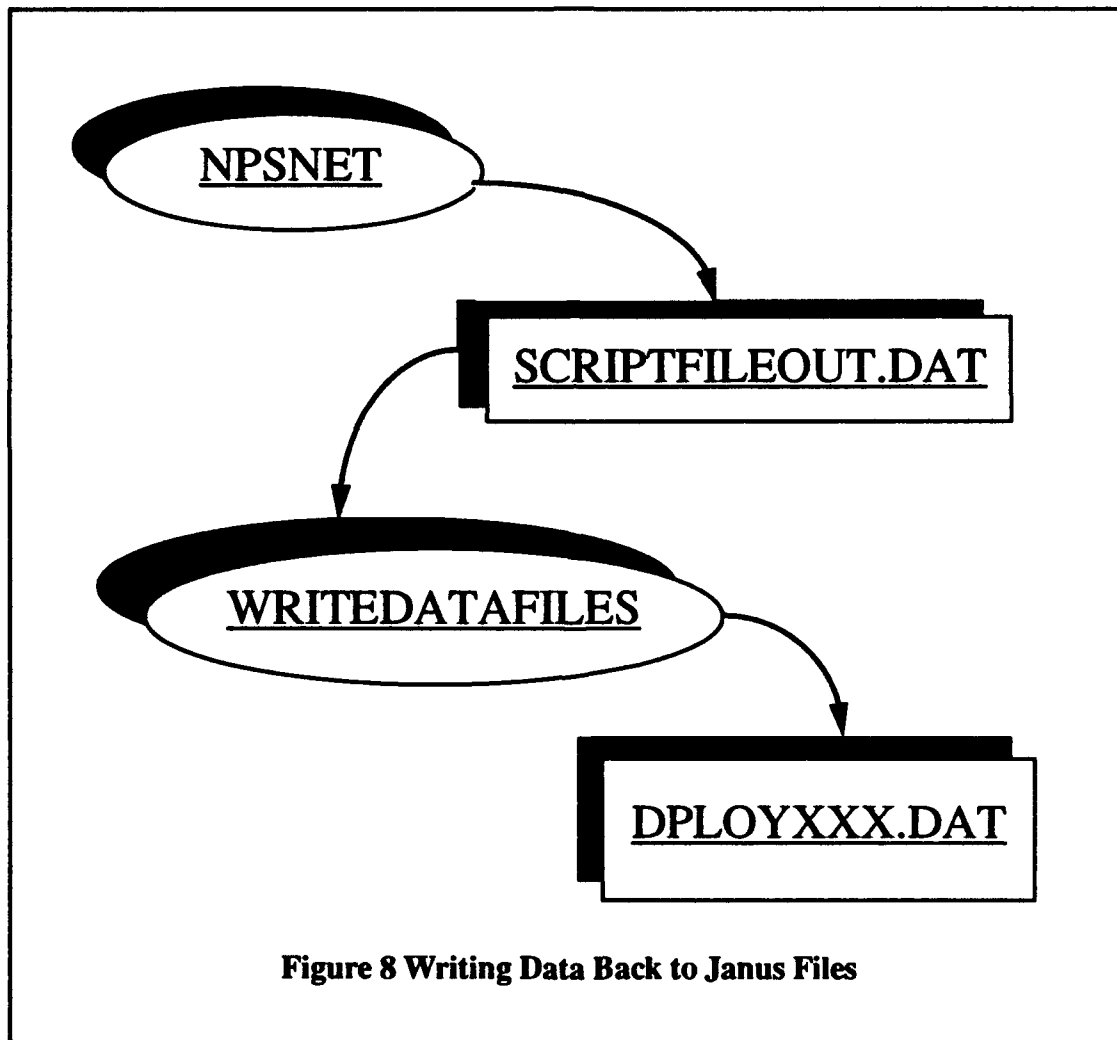 NPSNET
SCRIPTFILEOUT.DAT
WRITEDATAFILES
DPLOYXXX.DAT
Figure 8 Writing Data Back to Janus Files